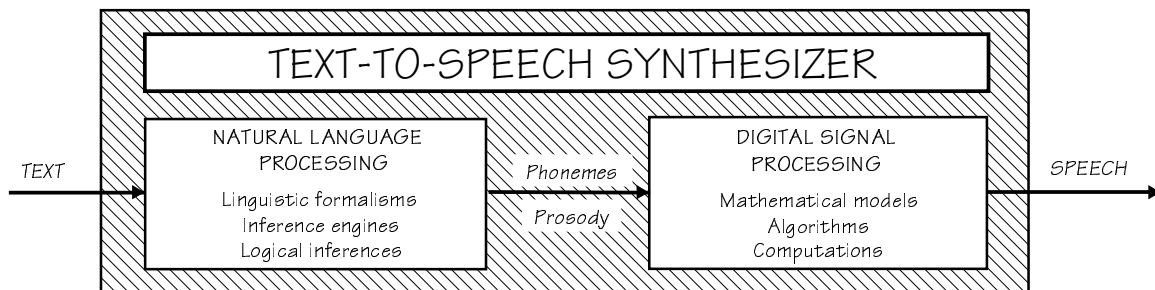 TEXT-TO-SPEECH SYNTHESIZER
TEXT
NATURAL LANGUAGE
PROCESSING
Linguistic formalisms
Inference engines
Logical inferences
Phonemes
Prosody
DIGITAL SIGNAL
PROCESSING
Mathematical models
Algorithms
Computations
SPEECH